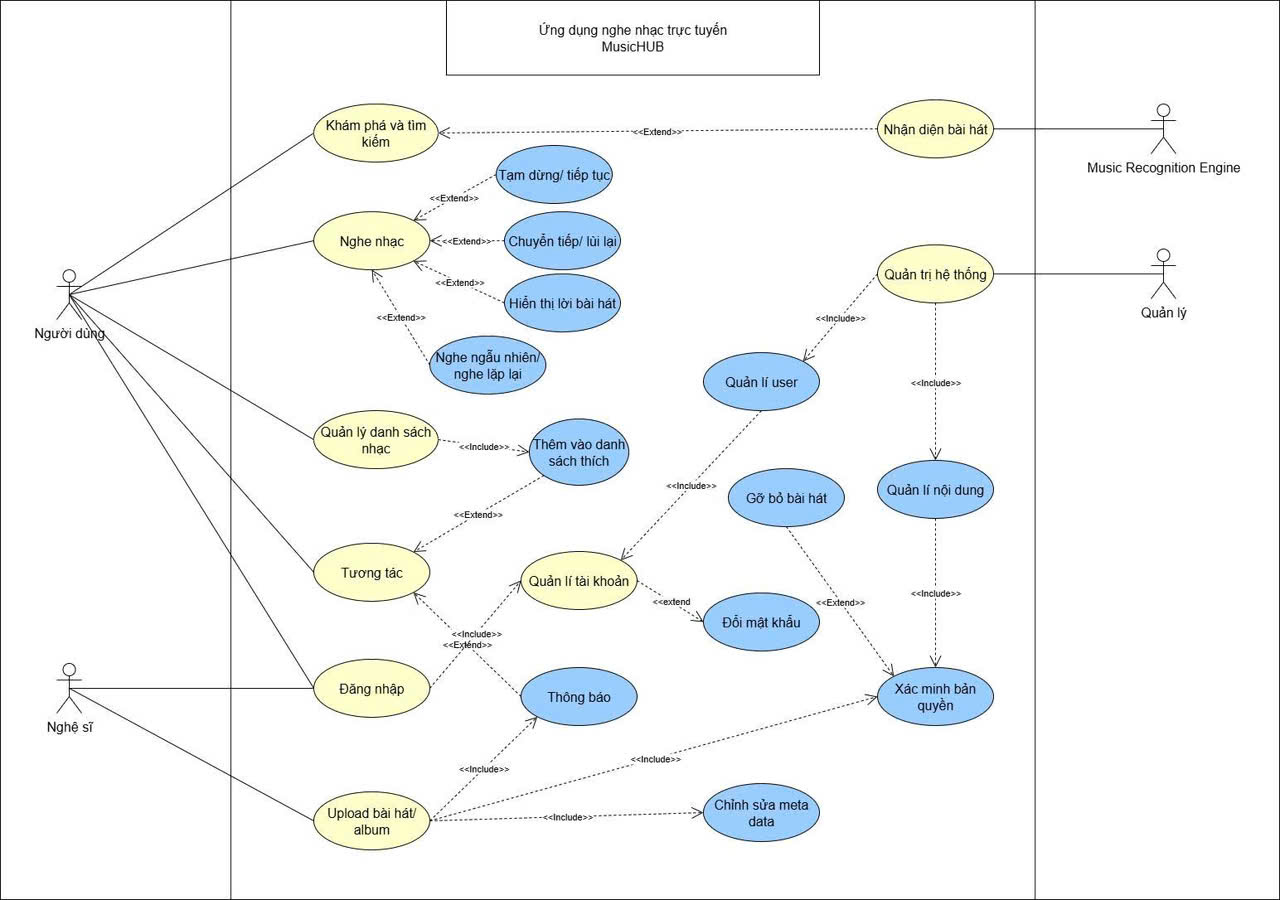 Ứng dụng nghe nhạc trực tuyến
MusicHUB
Khám phá và tìm
kiếm
<<Extend>>
Nhận diện bài hát
Music Recognition Engine
Tạm dừng/ tiếp tục
<<Extend>>
Nghe nhạc
<<Extend>>
Chuyển tiếp/ lùi lại
<<Extend>>
Hiển thị lời bài hát
<<Extend>>
Nghe ngẫu nhiên/
nghe lặp lại
Người dùng
Quản trị hệ thống
Quản lý
<<Include>>
Quản lí user
<<Include>>
Quản lý danh sách
nhạc
<<Include>>
Thêm vào danh
sách thích
<<Extend>>
<<Include>>
Gỡ bỏ bài hát
Quản lí nội dung
Tương tác
Quản lí tài khoản
<<extend
Đổi mật khẩu
<<Extend>>
<<Include>>
<<Include>>
<<Extend>>
Đăng nhập
Thông báo
Xác minh bản
quyền
Nghệ sĩ
<<Include>>
<<Include>>
Upload bài hát/
album
<<Include>>
Chỉnh sửa meta
data